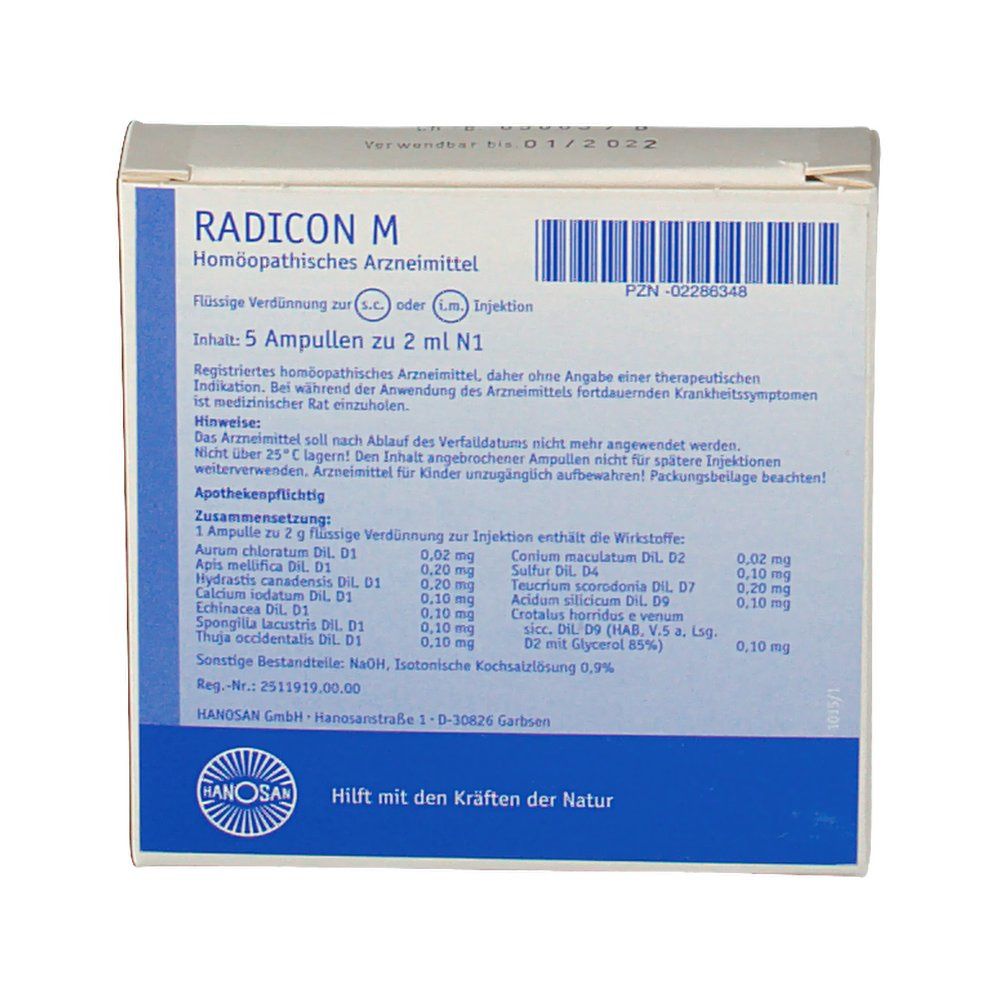 Verwendbar bis 01/2022
RADICON M
Homöopathisches Arzneimittel
PZN -02286348
Flüssige Verdünnung zur s.c. oder i.m. Injektion
Inhalt: 5 Ampullen zu 2 ml N1
Registriertes homöopathisches Arzneimittel, daher ohne Angabe einer therapeutischen
Indikation. Bei während der Anwendung des Arzneimittels fortdauernden Krankheitssymptomen
ist medizinischer Rat einzuholen.
Hinweise:
Das Arzneimittel soll nach Ablauf des Verfalldatums nicht mehr angewendet werden.
Nicht über 25°C lagern! Den Inhalt angebrochener Ampullen nicht für spätere Injektionen
weiterverwenden. Arzneimittel für Kinder unzugänglich aufbewahren! Packungsbeilage beachten!
Apothekenpflichtig
Zusammensetzung:
1 Ampulle zu 2 g flüssige Verdünnung zur Injektion enthält die Wirkstoffe:
Aurum chloratum Dil. D1 0,02 mg
Apis mellifica Dil. D1 0,20 mg
Hydrastis canadensis Dil. D1 0,20 mg
Calcium iodatum Dil. D1 0,10 mg
Echinacea Dil. D1 0,10 mg
Spongilla lacustris Dil. D1 0,10 mg
Thuja occidentalis Dil. D1 0,10 mg
Conium maculatum Dil. D2 0,02 mg
Sulfur Dil. D4 0,10 mg
Teucrium scorodonia Dil. D7 0,20 mg
Acidum silicicum Dil. D9 0,10 mg
Crotalus horridus e venum
sicc. Dil. D9 (HAB, V.5 a, Lsg.
D2 mit Glycerol 85%) 0,10 mg
Sonstige Bestandteile: NaOH, Isotonische Kochsalzlösung 0,9%
Reg.-Nr.: 2511919.00.00
HANOSAN GmbH · Hanosanstraße 1 · D-30826 Garbsen
1015/1
HANOSAN
Hilft mit den Kräften der Natur